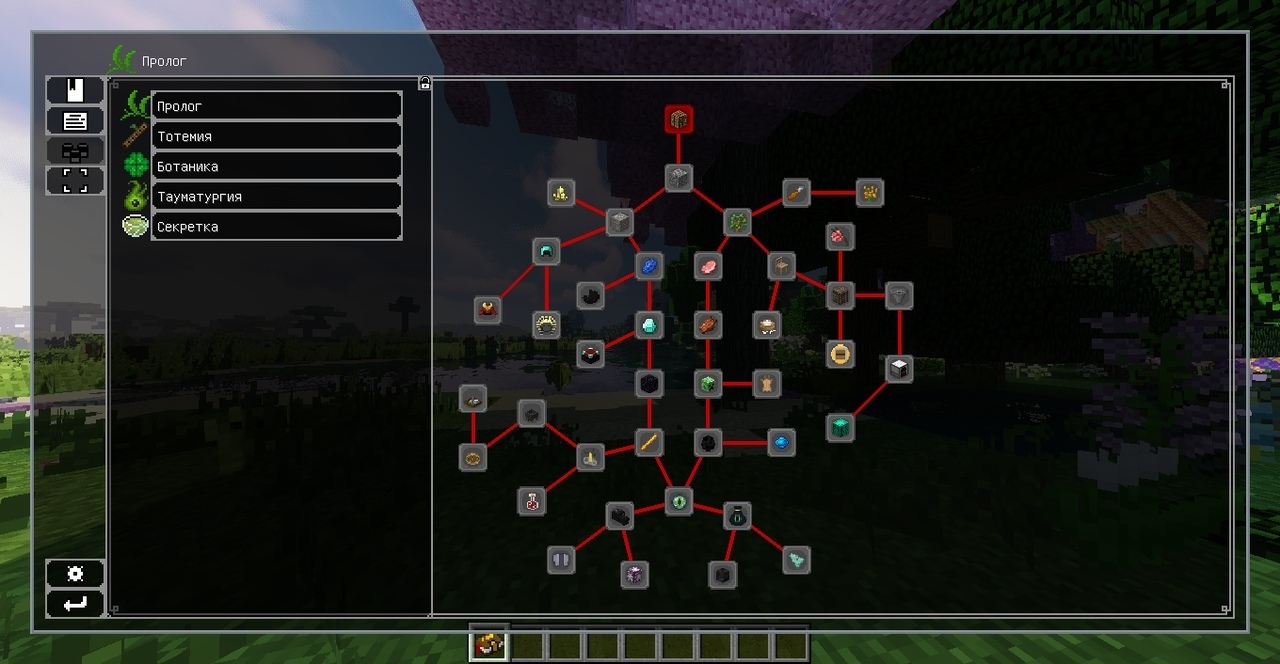 Пролог
Пролог
Тотемия
Ботаника
Тауматургия
Секретка